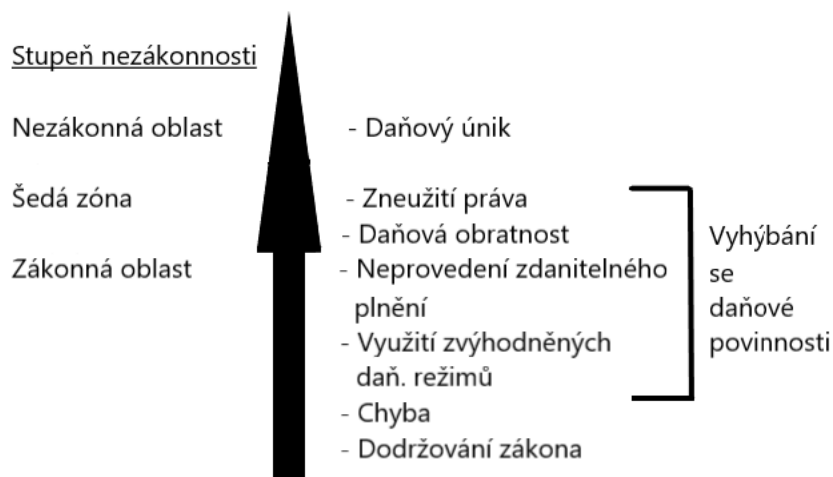 Stupeň nezákonnosti
Nezákonná oblast
- Daňový únik
Šedá zóna
- Zneužití práva
- Daňová obratnost
Zákonná oblast
- Neprovedení zdanitelného
plnění
- Využití zvýhodněných
daň. režimů
- Chyba
- Dodržování zákona
Vyhýbání
se
daňové
povinnosti